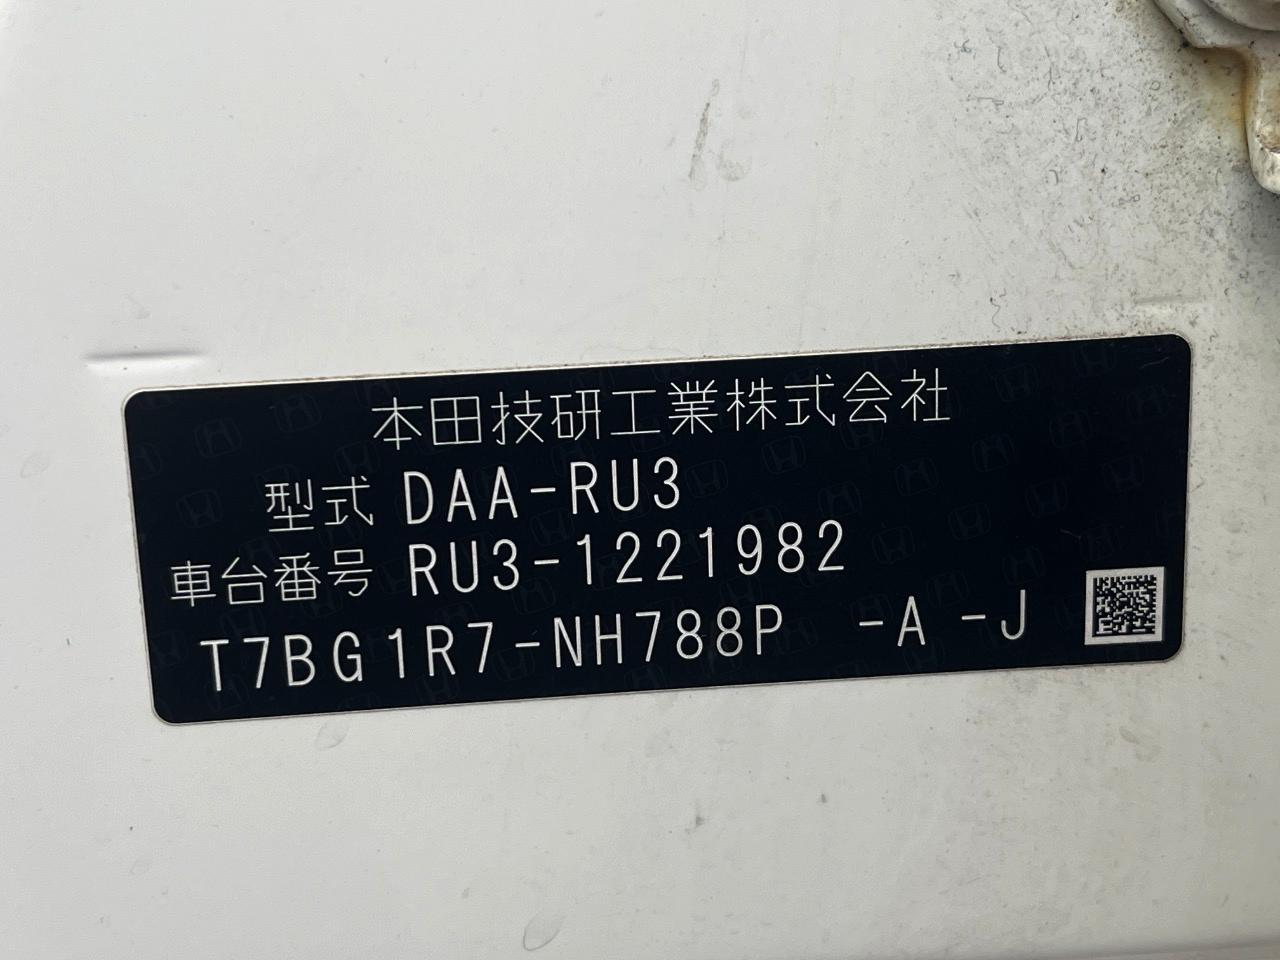 本田技研工業株式会社
型式 DAA-RU3
車台番号 RU3-1221982
T7BG1R7-NH788P -A -J